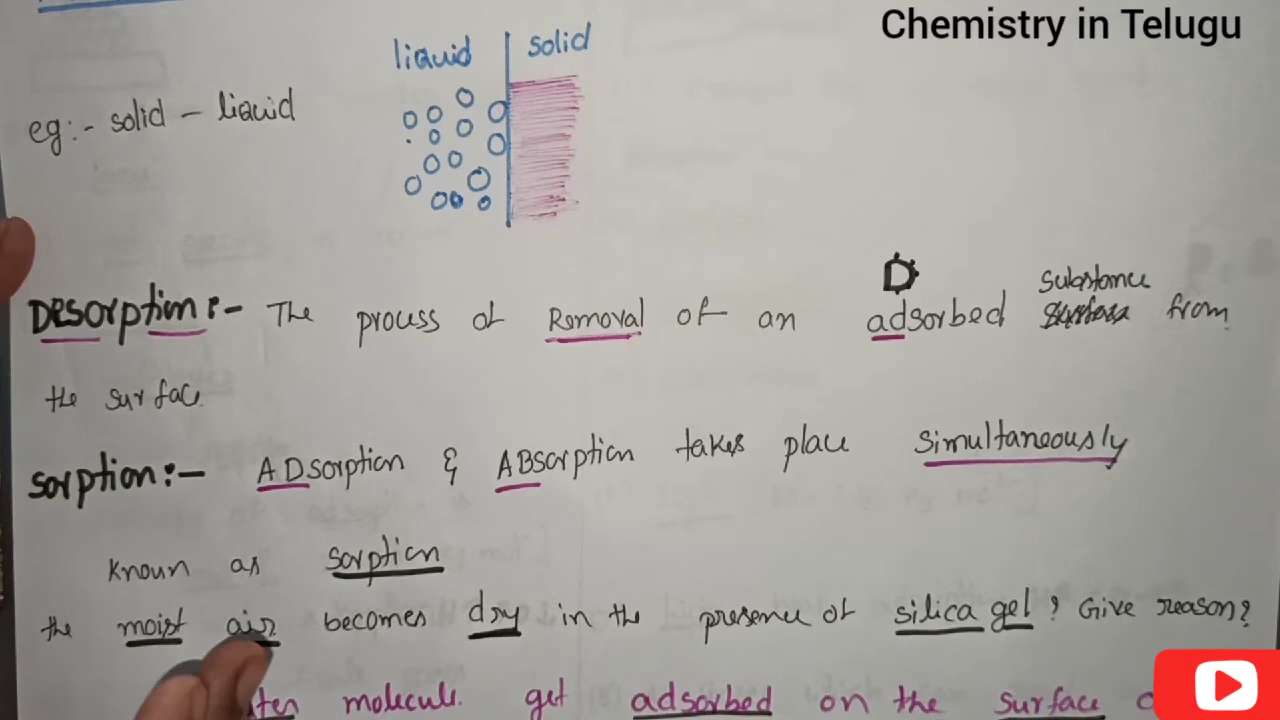 Chemistry in Telugu
liquid solid
eg:- solid - liquid
D
substance
DESorption:- The process of Removal of an adsorbed from
the surface
sorption:- ADsorption & ABsorption takes place simultaneously
known as sorption
the moist air becomes dry in the presence of silica gel? Give reason?
molecule get adsorbed on the surface